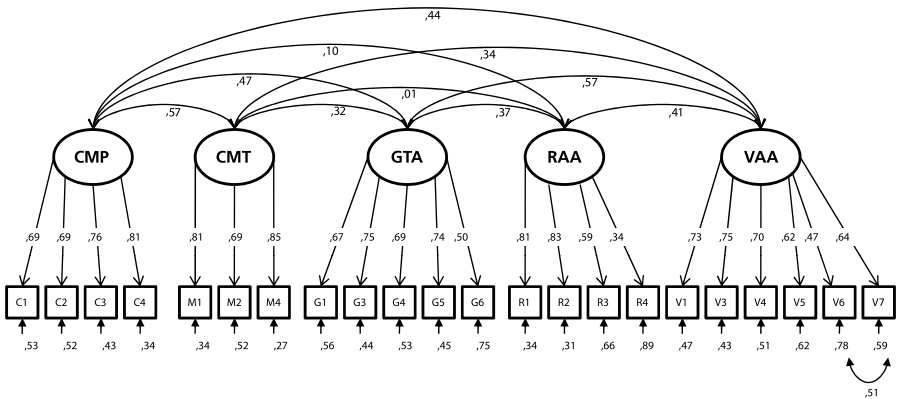 ,44
,10 ,34
,47 ,01 ,57
,57 ,32 ,37 ,41
CMP CMT GTA RAA VAA
,69 ,69 ,76 ,81 ,81 ,69 ,85 ,67 ,75 ,69 ,74 ,50 ,81 ,83 ,59 ,34 ,73 ,75 ,70 ,62 ,47 ,64
C1 C2 C3 C4 M1 M2 M4 G1 G3 G4 G5 G6 R1 R2 R3 R4 V1 V3 V4 V5 V6 V7
,53 ,52 ,43 ,34 ,34 ,52 ,27 ,56 ,44 ,53 ,45 ,75 ,34 ,31 ,66 ,89 ,47 ,43 ,51 ,62 ,78 ,59
,51